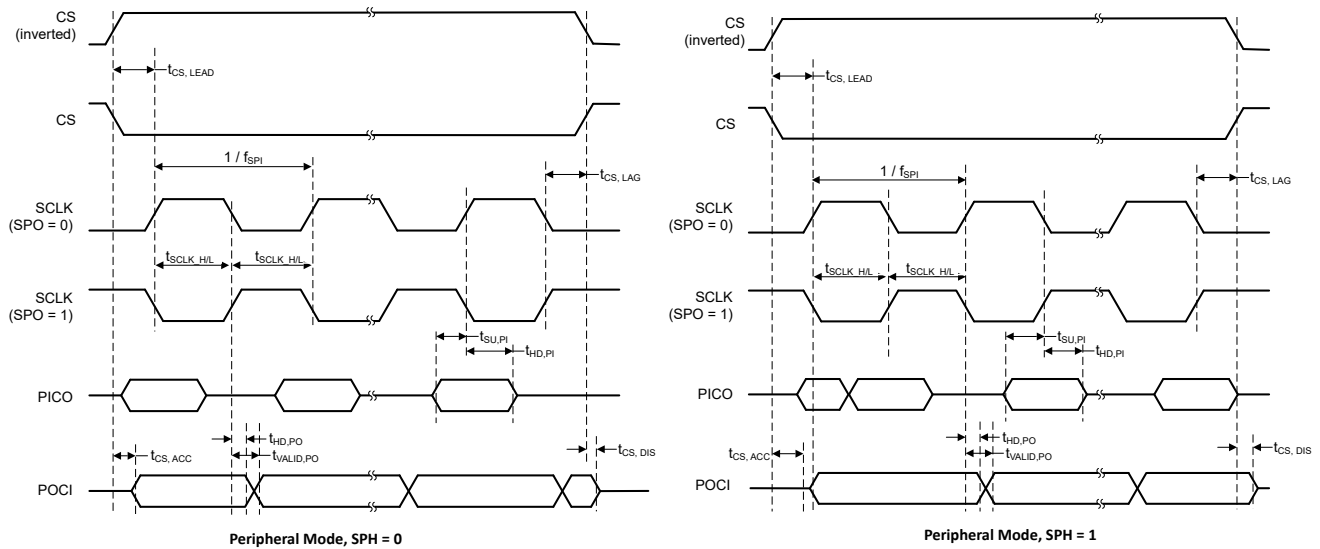 CS
(inverted)
tCS, LEAD
CS
1 / fSPI
tCS, LAG
SCLK
(SPO = 0)
tSCLK_H/L
tSCLK_H/L
SCLK
(SPO = 1)
tSU,PI
tHD,PI
PICO
tHD,PO
tVALID,PO
tCS, ACC
tCS, DIS
POCI
Peripheral Mode, SPH = 0
CS
(inverted)
tCS, LEAD
CS
1 / fSPI
tCS, LAG
SCLK
(SPO = 0)
tSCLK_H/L
tSCLK_H/L
SCLK
(SPO = 1)
tSU,PI
tHD,PI
PICO
tHD,PO
tVALID,PO
tCS, ACC
tCS, DIS
POCI
Peripheral Mode, SPH = 1